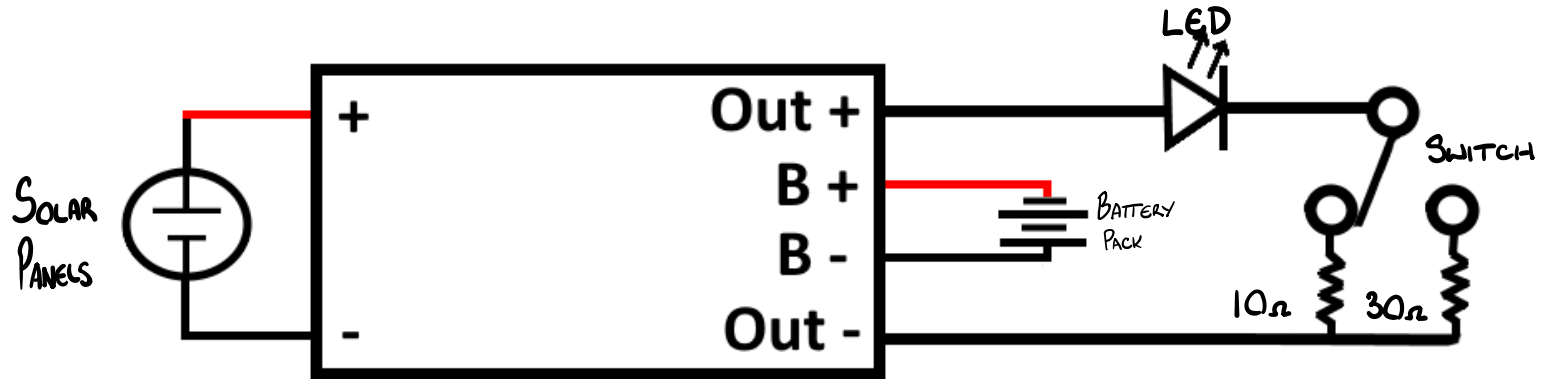 LED
+
Out +
SWITCH
B +
SOLAR
PANELS
BATTERY
PACK
B -
10Ω
30Ω
-
Out -